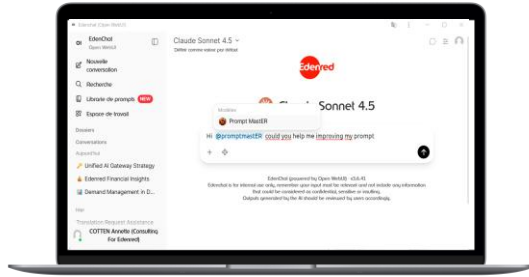 Edenchat (Open WebUI)
OI EdenChat
Open WebUI
Nouvelle
conversation
Recherche
Librairie de prompts NEW
Espace de travail
Dossiers
Conversations
Aujourd'hui
Unified AI Gateway Strategy
Edenred Financial Insights
Demand Management in D...
Hier
Translation Request Assistance
COTTEN Annette (Consulting
For Edenred)
Claude Sonnet 4.5
Définir comme valeur par défaut
Edenred
Claude Sonnet 4.5
Modèles
Prompt MastER
Hi @promptmastER could you help me improving my prompt
EdenChat (powered by Open WebUI) - v0.6.41
Edenchat is for internal use only, remember your input must be relevant and not include any information
that could be considered as confidential, sensitive or insulting.
Outputs generated by the AI should be reviewed by users accordingly.